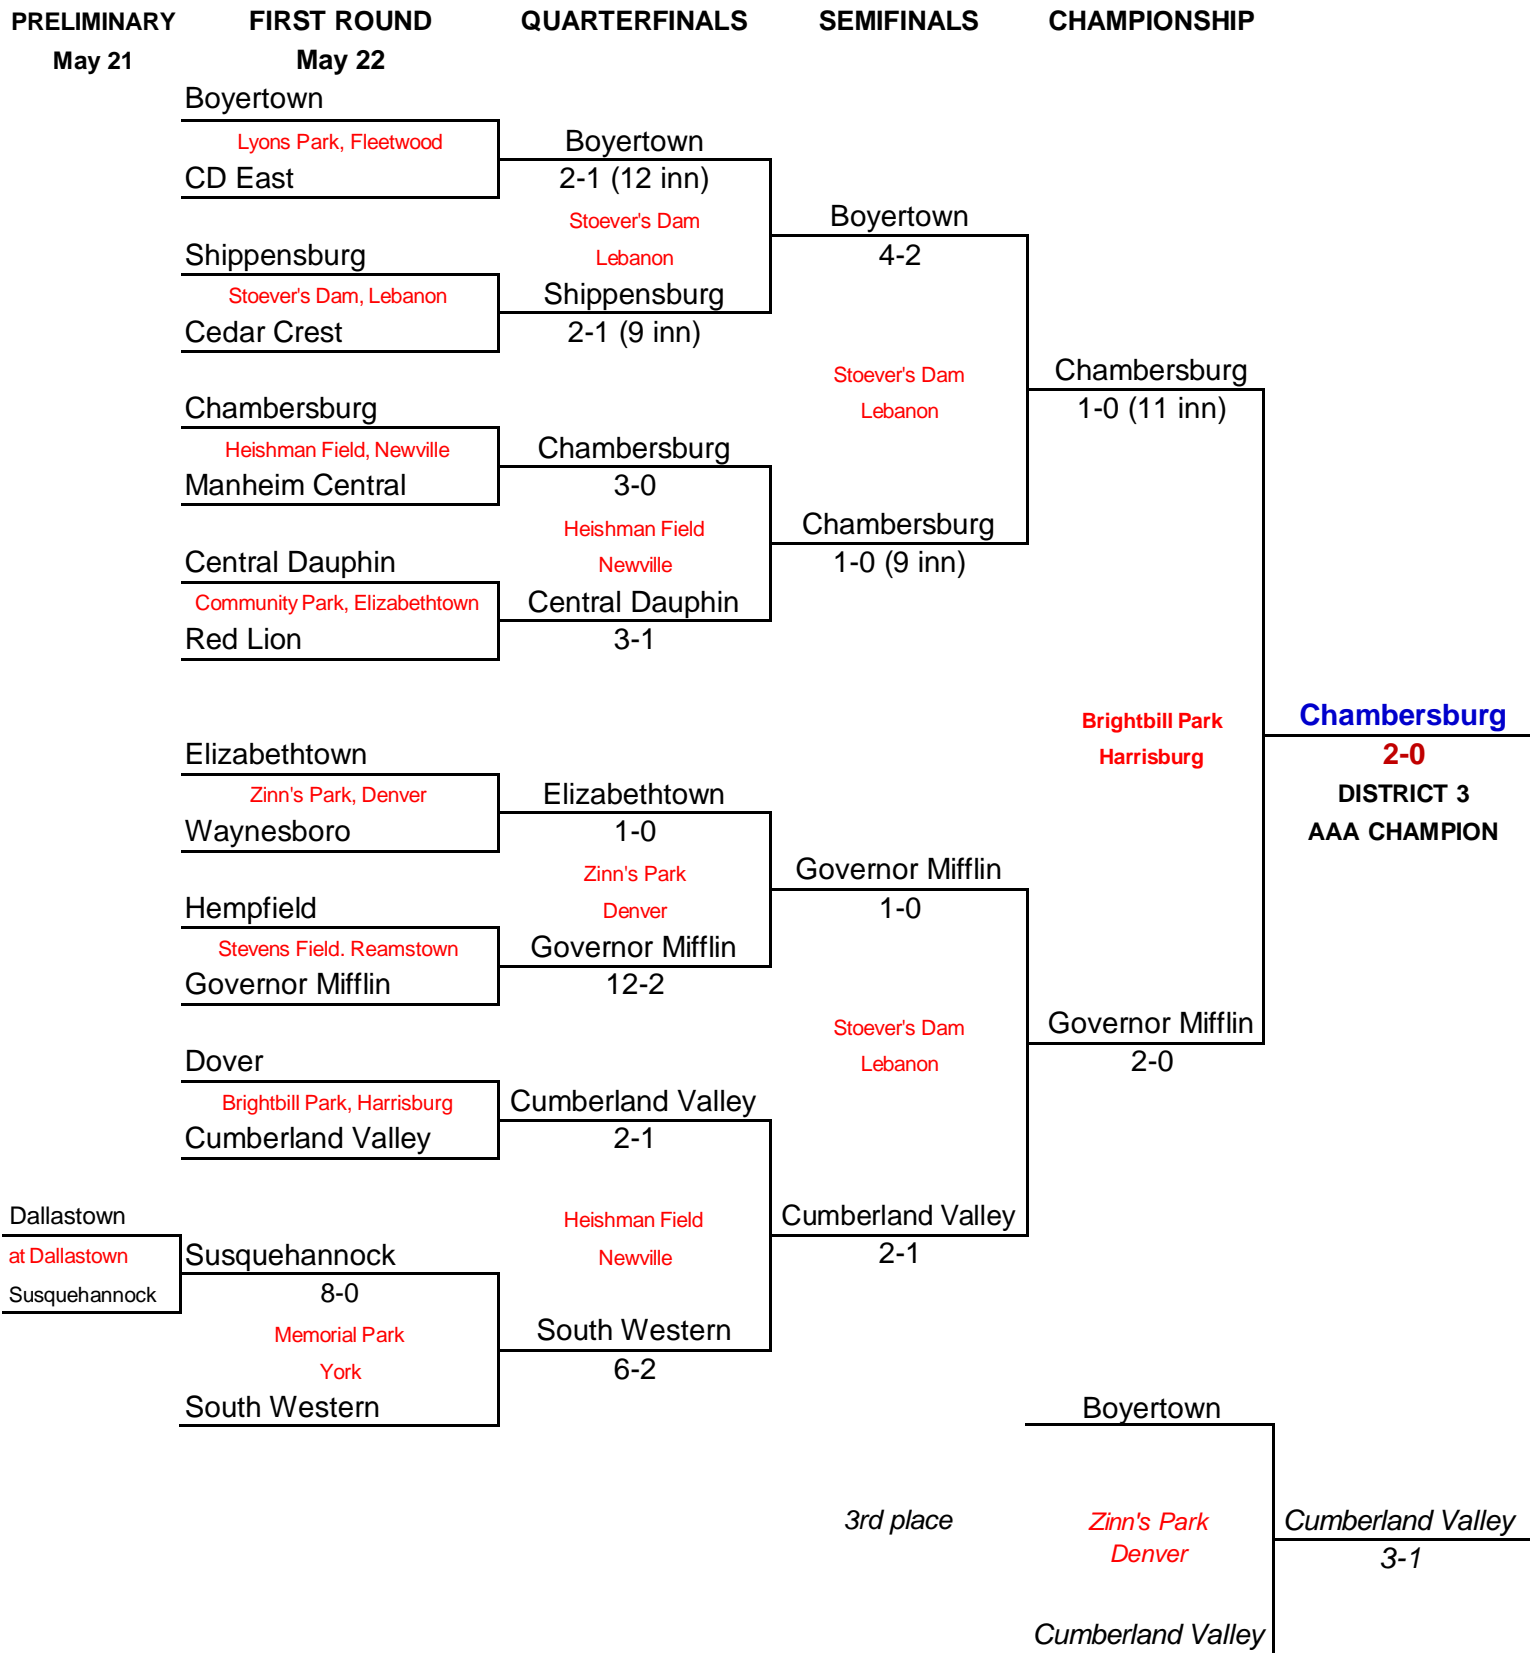 PRELIMINARY FIRST ROUND QUARTERFINALS SEMIFINALS CHAMPIONSHIP
May 21 May 22
Boyertown
Lyons Park, Fleetwood
CD East
Boyertown
2-1 (12 inn)
Stoever's Dam
Lebanon
Shippensburg
Stoever's Dam, Lebanon
Cedar Crest
Shippensburg
2-1 (9 inn)
Boyertown
4-2
Stoever's Dam
Lebanon
Chambersburg
Heishman Field, Newville
Manheim Central
Chambersburg
3-0
Heishman Field
Newville
Central Dauphin
Community Park, Elizabethtown
Red Lion
Central Dauphin
3-1
Chambersburg
1-0 (9 inn)
Chambersburg
1-0 (11 inn)
Brightbill Park
Harrisburg
Chambersburg
2-0
DISTRICT 3
AAA CHAMPION
Elizabethtown
Zinn's Park, Denver
Waynesboro
Elizabethtown
1-0
Zinn's Park
Denver
Hempfield
Stevens Field. Reamstown
Governor Mifflin
Governor Mifflin
12-2
Governor Mifflin
1-0
Stoever's Dam
Lebanon
Governor Mifflin
2-0
Dover
Brightbill Park, Harrisburg
Cumberland Valley
Cumberland Valley
2-1
Heishman Field
Newville
Cumberland Valley
2-1
Dallastown
at Dallastown
Susquehannock
Susquehannock
8-0
Memorial Park
York
South Western
South Western
6-2
Boyertown
3rd place
Zinn's Park
Denver
Cumberland Valley
3-1
Cumberland Valley